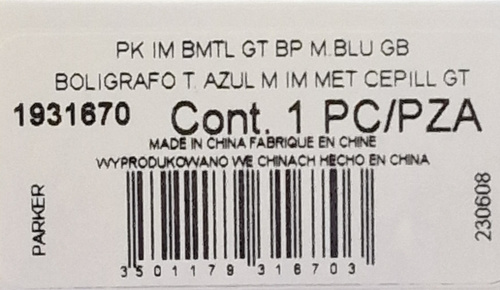 PK IM BMTL GT BP M.BLU GB
BOLIGRAFO T. AZUL M IM MET CEPILL GT
1931670 Cont. 1 PC/PZA
MADE IN CHINA FABRIQUE EN CHINE
WYPRODUKOWANO WE CHINACH HECHO EN CHINA
PARKER
230608
3 501179 316703